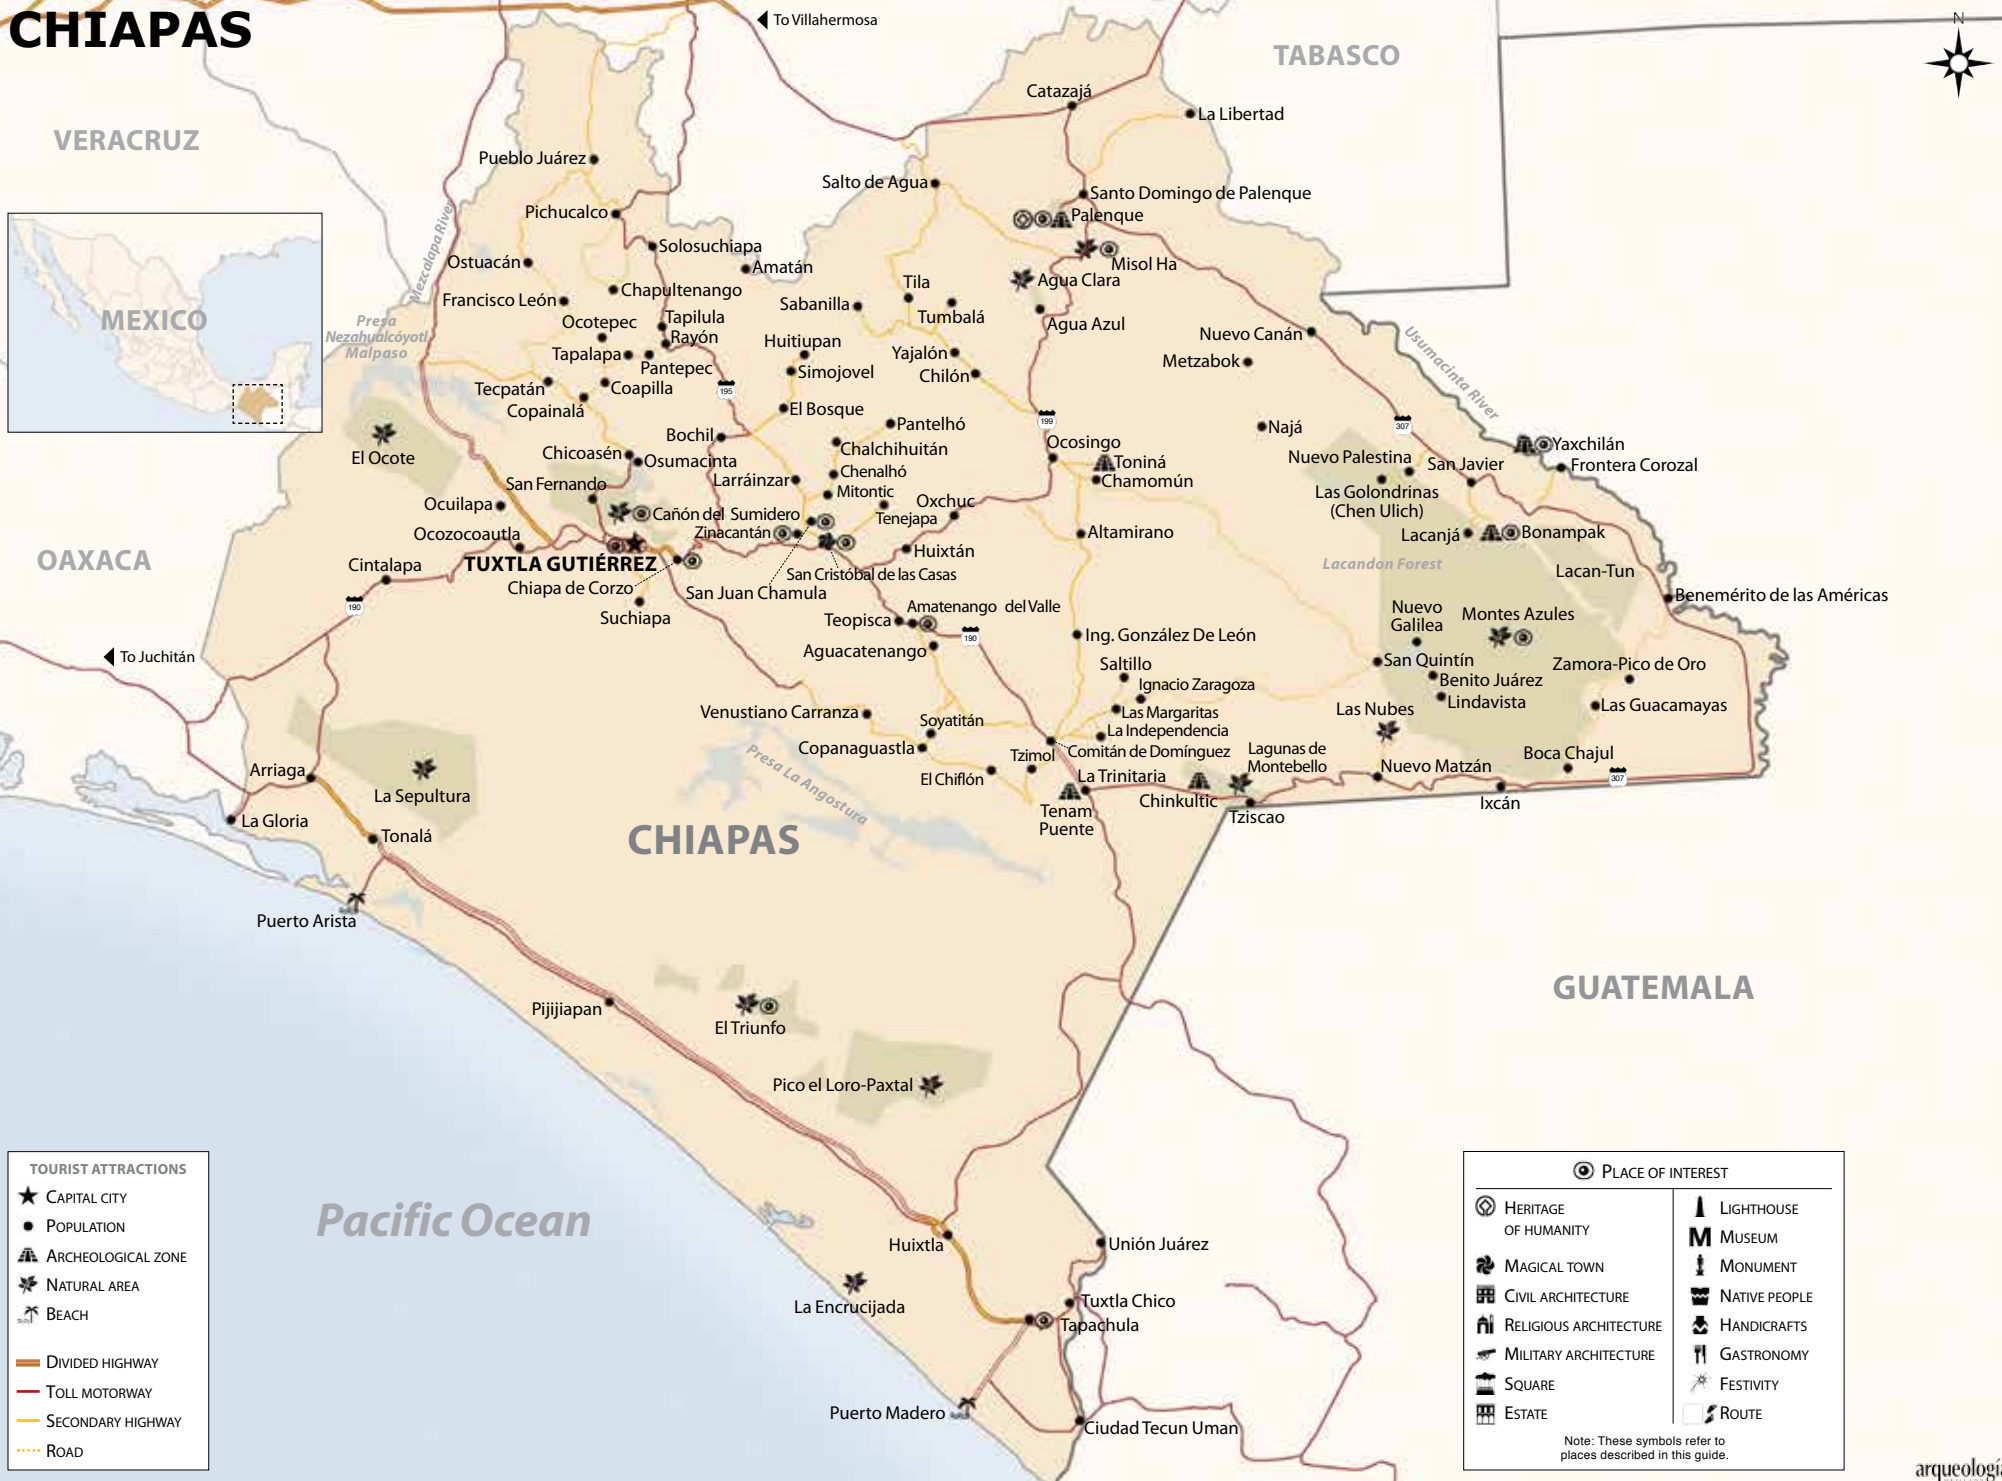 CHIAPAS
To Villahermosa
TABASCO
N
VERACRUZ
Catazajá
La Libertad
Pueblo Juárez
Salto de Agua
Santo Domingo de Palenque
Pichucalco
Palenque
Mezcalapa River
Solosuchiapa
Ostuacán
Amatán
Misol Ha
Agua Clara
Tila
Francisco León
Chapultenango
Sabanilla
Tumbalá
MEXICO
Presa
Nezahualcóyotl
Malpaso
Ocotepec
Tapilula
Rayón
Agua Azul
Nuevo Canán
Usumacinta River
Huitiupan
Tapalapa
Pantepec
Yajalón
Metzabok
Simojovel
Chilón
Tecpatán
Coapilla
195
Copainalá
El Bosque
Pantelhó
199
Najá
307
Bochil
Chalchihuitán
Ocosingo
Yaxchilán
El Ocote
Chicoasén
Osumacinta
Toniná
Nuevo Palestina
San Javier
Frontera Corozal
Chenalhó
Larráinzar
Chamomún
San Fernando
Mitontic
Las Golondrinas
(Chen Ulich)
Ocuilapa
Oxchuc
Cañón del Sumidero
Tenejapa
Zinacantán
Altamirano
Lacanjá
Bonampak
Ocozocoautla
OAXACA
Huixtán
Cintalapa
TUXTLA GUTIÉRREZ
San Cristóbal de las Casas
Lacandon Forest
Lacan-Tun
Chiapa de Corzo
San Juan Chamula
Benemérito de las Américas
190
Suchiapa
Amatenango del Valle
Teopisca
Nuevo
Galilea
Montes Azules
190
Ing. González De León
To Juchitán
Aguacatenango
Saltillo
San Quintín
Zamora-Pico de Oro
Ignacio Zaragoza
Benito Juárez
Venustiano Carranza
Soyatitán
Las Margaritas
Las Nubes
Lindavista
Las Guacamayas
La Independencia
Copanaguastla
Tzimol
Comitán de Domínguez
Lagunas de
Montebello
Boca Chajul
Presa La Angostura
Arriaga
El Chiflón
La Trinitaria
Nuevo Matzán
307
La Sepultura
Chinkultic
Ixcán
Tenam
Puente
Tziscao
La Gloria
Tonalá
CHIAPAS
Puerto Arista
GUATEMALA
Pijijiapan
El Triunfo
Pico el Loro-Paxtal
Pacific Ocean
Huixtla
Unión Juárez
La Encrucijada
Tuxtla Chico
Tapachula
Puerto Madero
Ciudad Tecun Uman
TOURIST ATTRACTIONS
CAPITAL CITY
POPULATION
ARCHEOLOGICAL ZONE
NATURAL AREA
BEACH
DIVIDED HIGHWAY
TOLL MOTORWAY
SECONDARY HIGHWAY
ROAD
PLACE OF INTEREST
HERITAGE
OF HUMANITY
MAGICAL TOWN
CIVIL ARCHITECTURE
RELIGIOUS ARCHITECTURE
MILITARY ARCHITECTURE
SQUARE
ESTATE
LIGHTHOUSE
M MUSEUM
MONUMENT
NATIVE PEOPLE
HANDICRAFTS
GASTRONOMY
FESTIVITY
ROUTE
Note: These symbols refer to
places described in this guide.
arqueologí